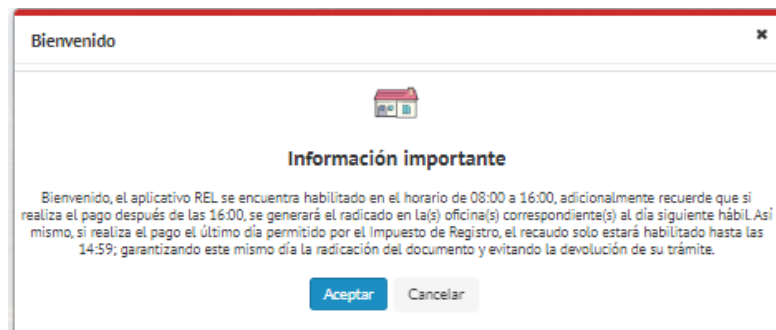 Bienvenido
Información importante
Bienvenido, el aplicativo REL se encuentra habilitado en el horario de 08:00 a 16:00, adicionalmente recuerde que si
realiza el pago después de las 16:00, se generará el radicado en la(s) oficina(s) correspondiente(s) al día siguiente hábil. Así
mismo, si realiza el pago el último día permitido por el Impuesto de Registro, el recaudo solo estará habilitado hasta las
14:59; garantizando este mismo día la radicación del documento y evitando la devolución de su trámite.
Aceptar Cancelar